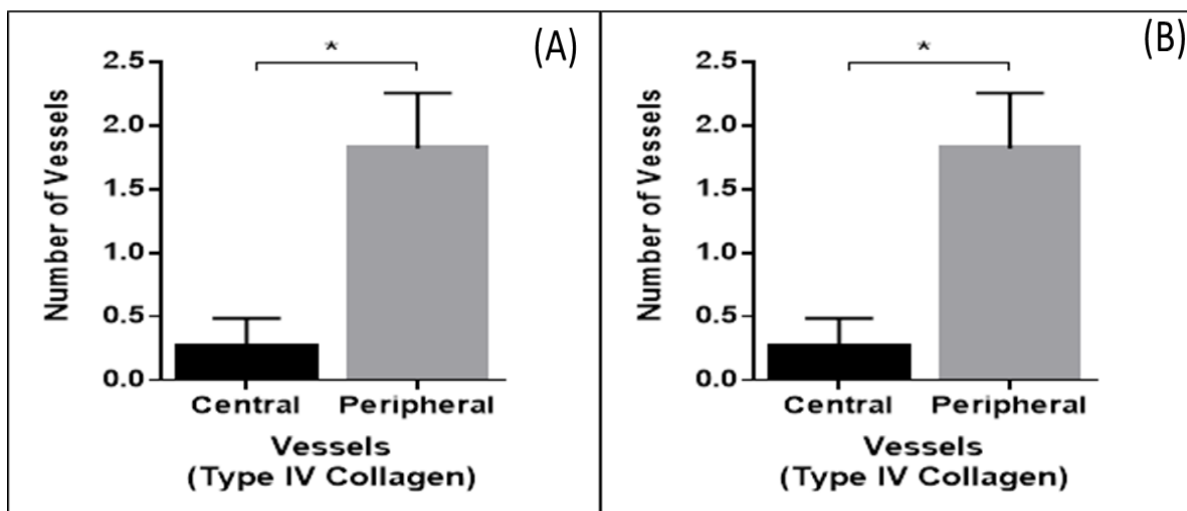 (A)
*
Number of Vessels
2.5
2.0
1.5
1.0
0.5
0.0
Central Peripheral
Vessels
(Type IV Collagen)
(B)
*
Number of Vessels
2.5
2.0
1.5
1.0
0.5
0.0
Central Peripheral
Vessels
(Type IV Collagen)